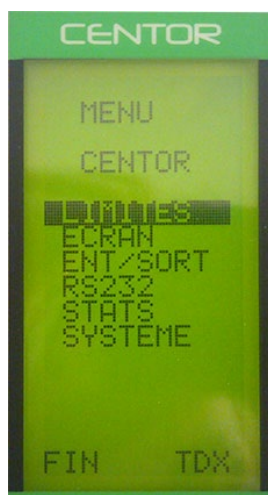 CENTOR
MENU
CENTOR
LIMITES
ECRAN
ENT/SORT
RS232
STATS
SYSTEME
FIN TDX